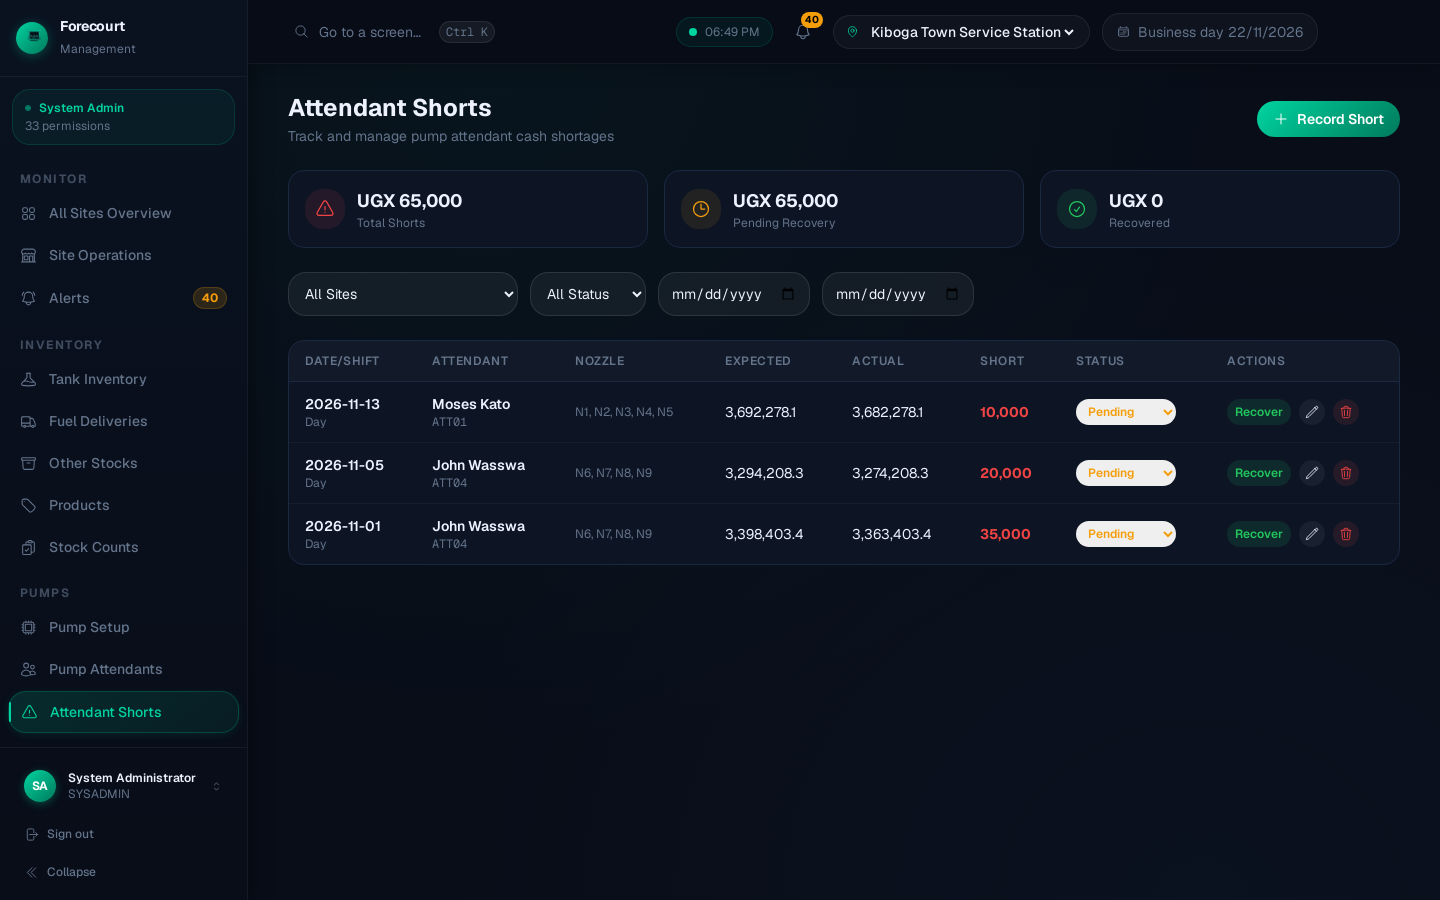 Forecourt
Management
System Admin
33 permissions
MONITOR
All Sites Overview
Site Operations
Alerts
40
INVENTORY
Tank Inventory
Fuel Deliveries
Other Stocks
Products
Stock Counts
PUMPS
Pump Setup
Pump Attendants
Attendant Shorts
SA
System Administrator
SYSADMIN
Sign out
Collapse
Go to a screen... Ctrl K
06:49 PM
40
Kiboga Town Service Station
Business day 22/11/2026
Attendant Shorts
Track and manage pump attendant cash shortages
Record Short
UGX 65,000
Total Shorts
UGX 65,000
Pending Recovery
UGX 0
Recovered
All Sites
All Status
mm/dd/yyyy
mm/dd/yyyy
DATE/SHIFT ATTENDANT NOZZLE EXPECTED ACTUAL SHORT STATUS ACTIONS
2026-11-13 Moses Kato N1, N2, N3, N4, N5 3,692,278.1 3,682,278.1 10,000 Pending Recover
Day ATT01
2026-11-05 John Wasswa N6, N7, N8, N9 3,294,208.3 3,274,208.3 20,000 Pending Recover
Day ATT04
2026-11-01 John Wasswa N6, N7, N8, N9 3,398,403.4 3,363,403.4 35,000 Pending Recover
Day ATT04